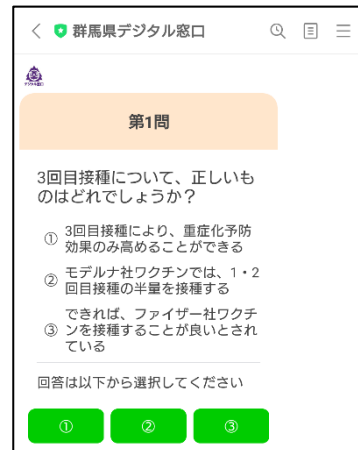 群馬県デジタル窓口
第1問
3回目接種について、正しいも
のはどれでしょうか？
① 3回目接種により、重症化予防
効果のみ高めることができる
② モデルナ社ワクチンでは、1・2
回目接種の半量を接種する
③ できれば、ファイザー社ワクチ
ンを接種することが良いとされ
ている
回答は以下から選択してください
① ② ③